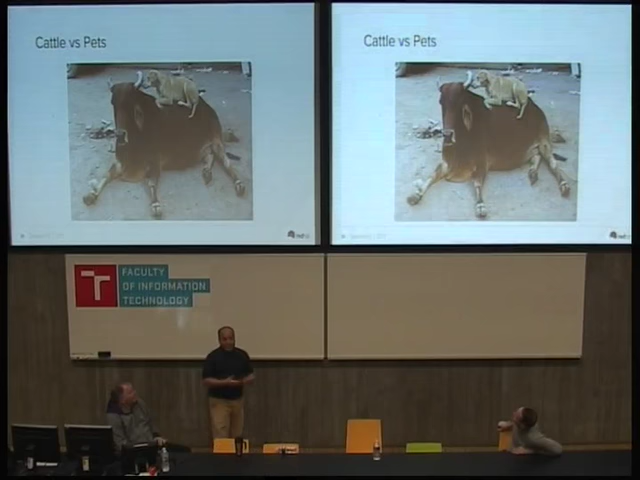 Cattle vs Pets
Cattle vs Pets
FACULTY
OF INFORMATION
TECHNOLOGY